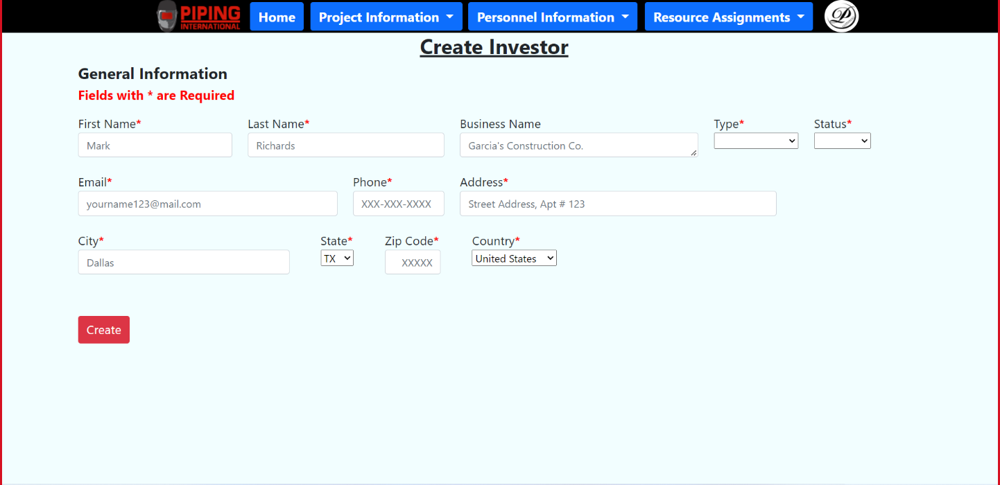 PIPING
INTERNATIONAL
Home Project Information Personnel Information Resource Assignments P
Create Investor
General Information
Fields with * are Required
First Name* Last Name* Business Name Type* Status*
Mark Richards Garcia's Construction Co.
Email* Phone* Address*
yourname123@mail.com XXX-XXX-XXXX Street Address, Apt # 123
City* State* Zip Code* Country*
Dallas TX XXXXX United States
Create